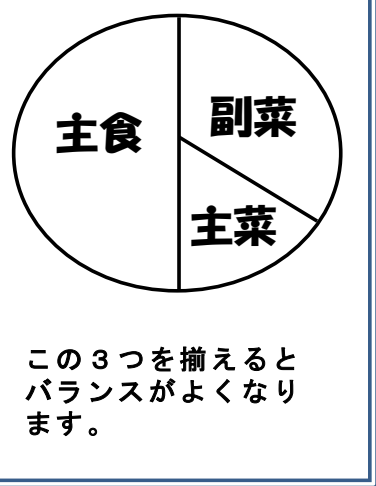 主食
副菜
主菜
この３つを揃えると
バランスがよくなり
ます。